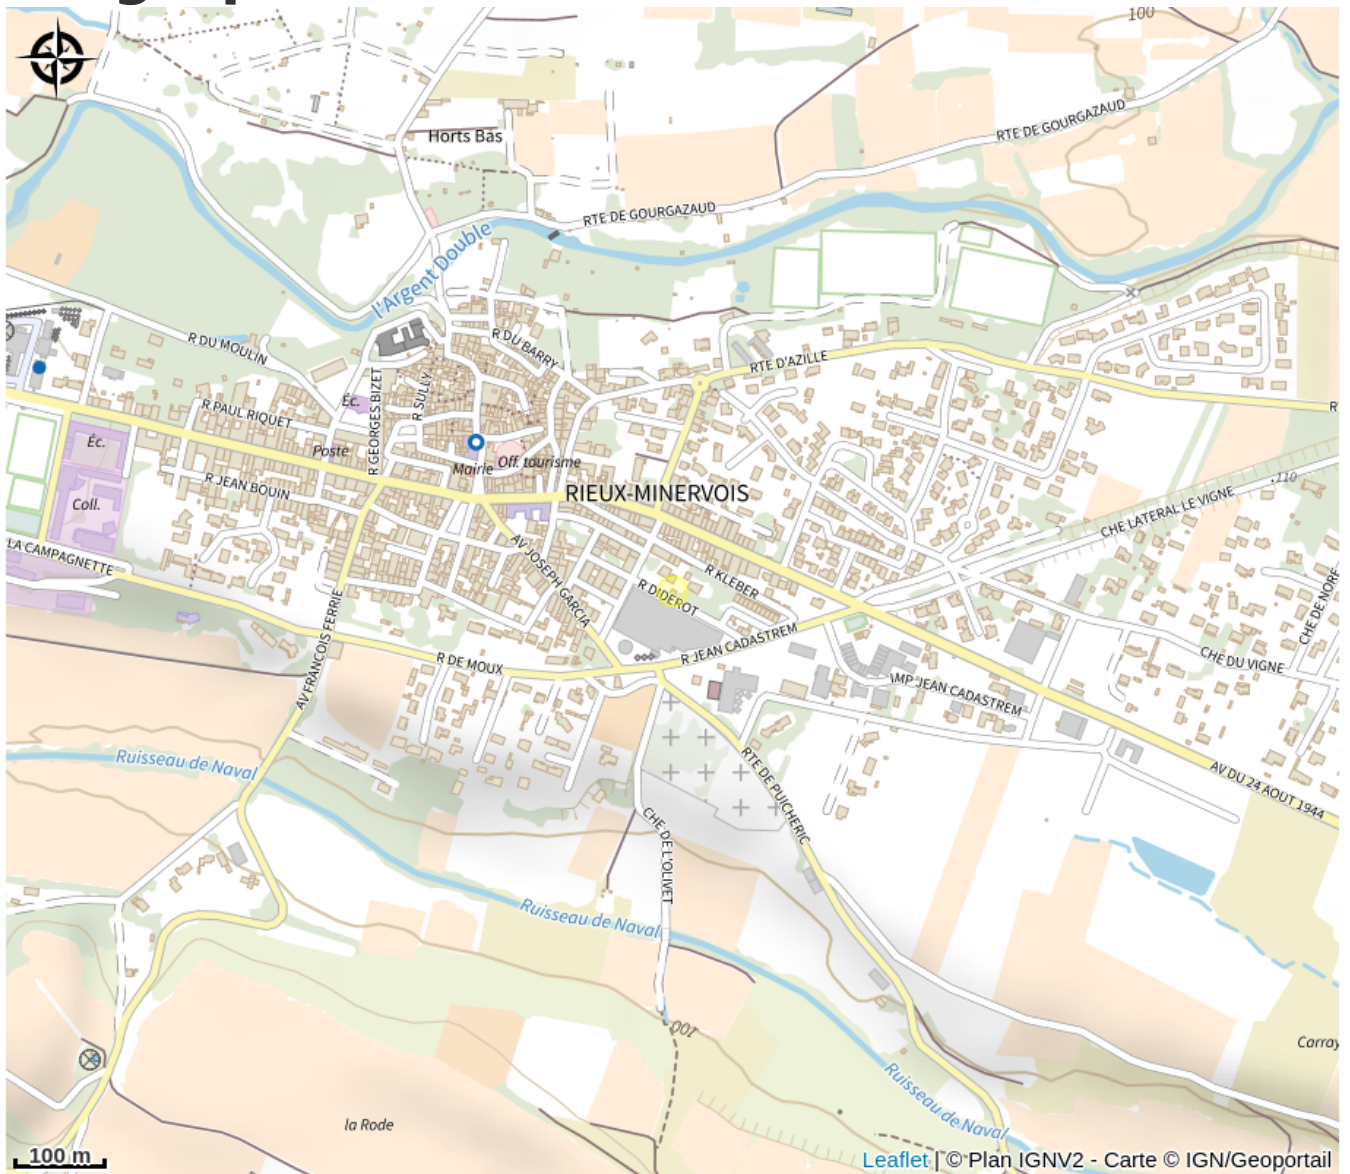 100
RTE DE GOURGAZAUD
Horts Bas
RTE DE GOURGAZAUD
l'Argent Double
R DU MOULIN
R DU BARRY
RTE D'AZILLE
R GEORGES BIZET
R SULLY
Éc.
R PAUL RIQUET
R
Éc.
Poste
Mairie
Off. tourisme
R JEAN BOUIN
RIEUX-MINERVOIS
110
Coll.
CHE LATERAL LE VIGNE
LA CAMPAGNETTE
AV JOSEPH GARCIA
R KLEBER
R DIDEROT
CHE DE NORE
AV FRANCOIS FERRIE
R JEAN CADASTREM
R DE MOUX
CHE DU VIGNE
IMP JEAN CADASTREM
Ruisseau de Naval
RTE DE PUICHERIC
AV DU 24 AOUT 1944
CHE DE L'OLIVET
Ruisseau de Naval
100
Carray
Ruisseau de Naval
la Rode
100 m
Leaflet | © Plan IGNV2 - Carte © IGN/Geoportail